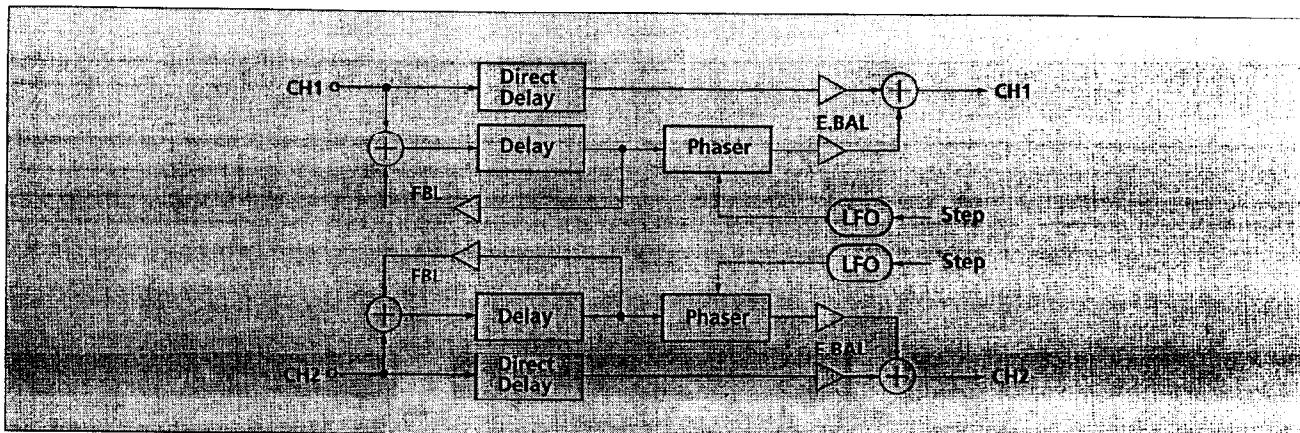 CH1
Direct
Delay
CH1
E.BAL
Delay
Phaser
FBL
LFO
Step
LFO
Step
FBL
Delay
Phaser
E.BAL
CH2
Direct
Delay
CH2